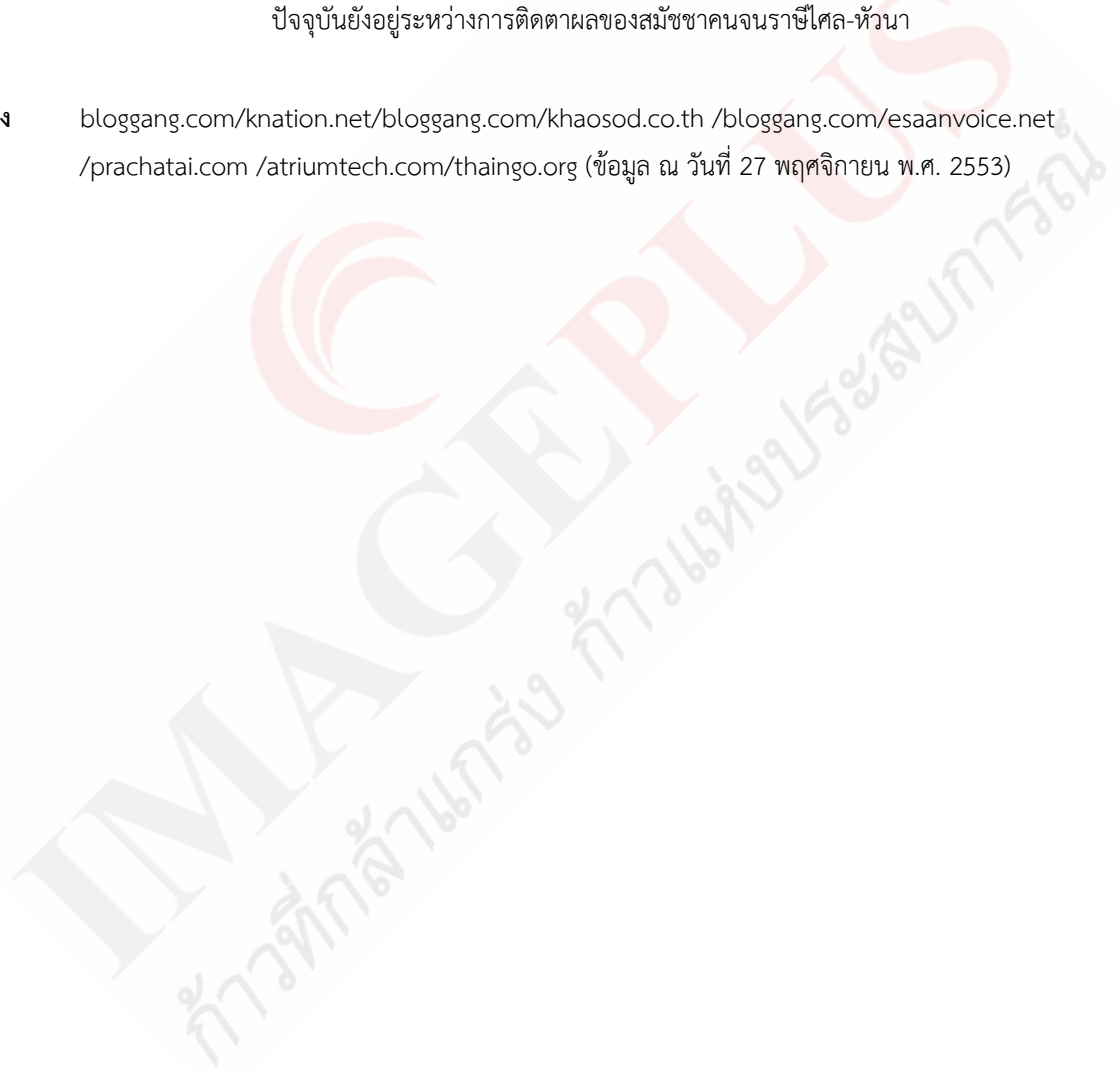 ปัจจุบันยังอยู่ระหว่างการติดตาผลของสมัชชาคนจนราษีไศล-หัวนา
ง bloggang.com/knation.net/bloggang.com/khaosod.co.th /bloggang.com/esaanvoice.net
/prachatai.com /atriumtech.com/thaingo.org (ข้อมูล ณ วันที่ 27 พฤศจิกายน พ.ศ. 2553)
IMAGEPLUS
ก้าวที่กล้าแกร่ง ก้าวแห่งประสบการณ์